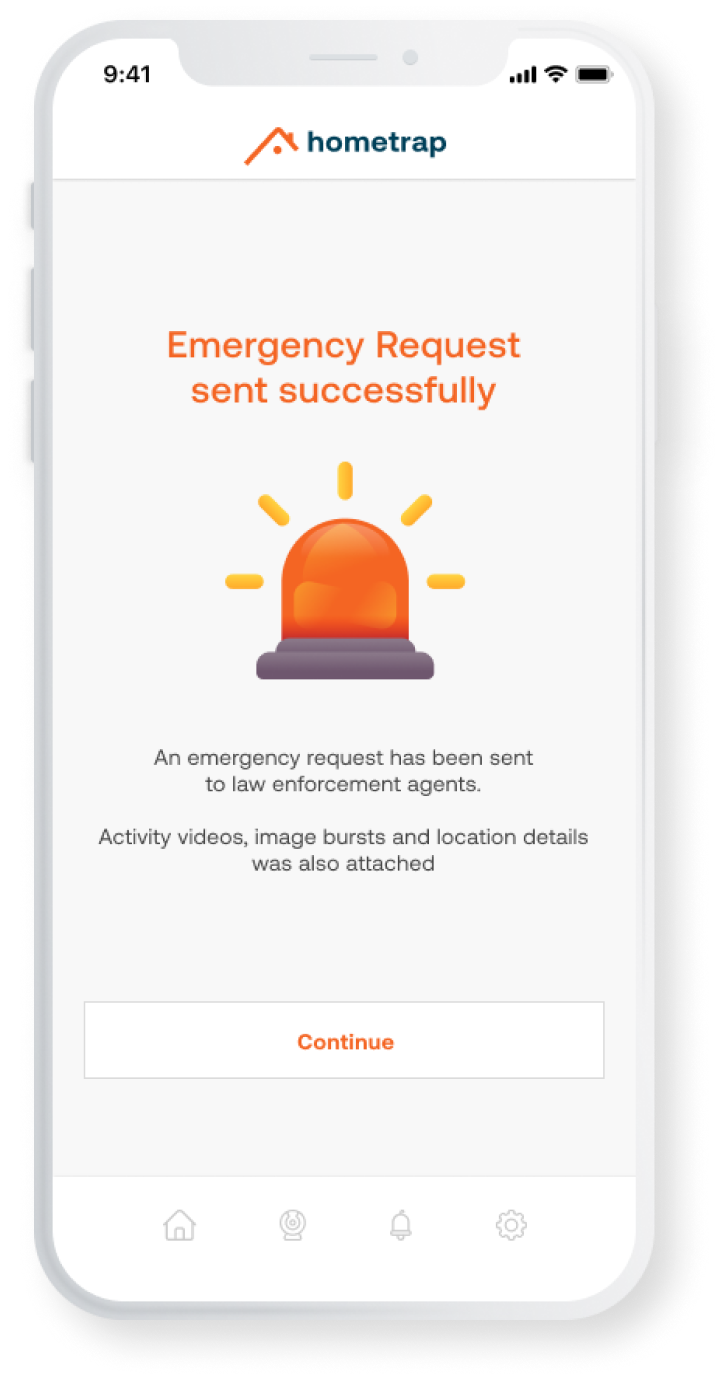 9:41
hometrap
Emergency Request
sent successfully
An emergency request has been sent
to law enforcement agents.
Activity videos, image bursts and location details
was also attached
Continue